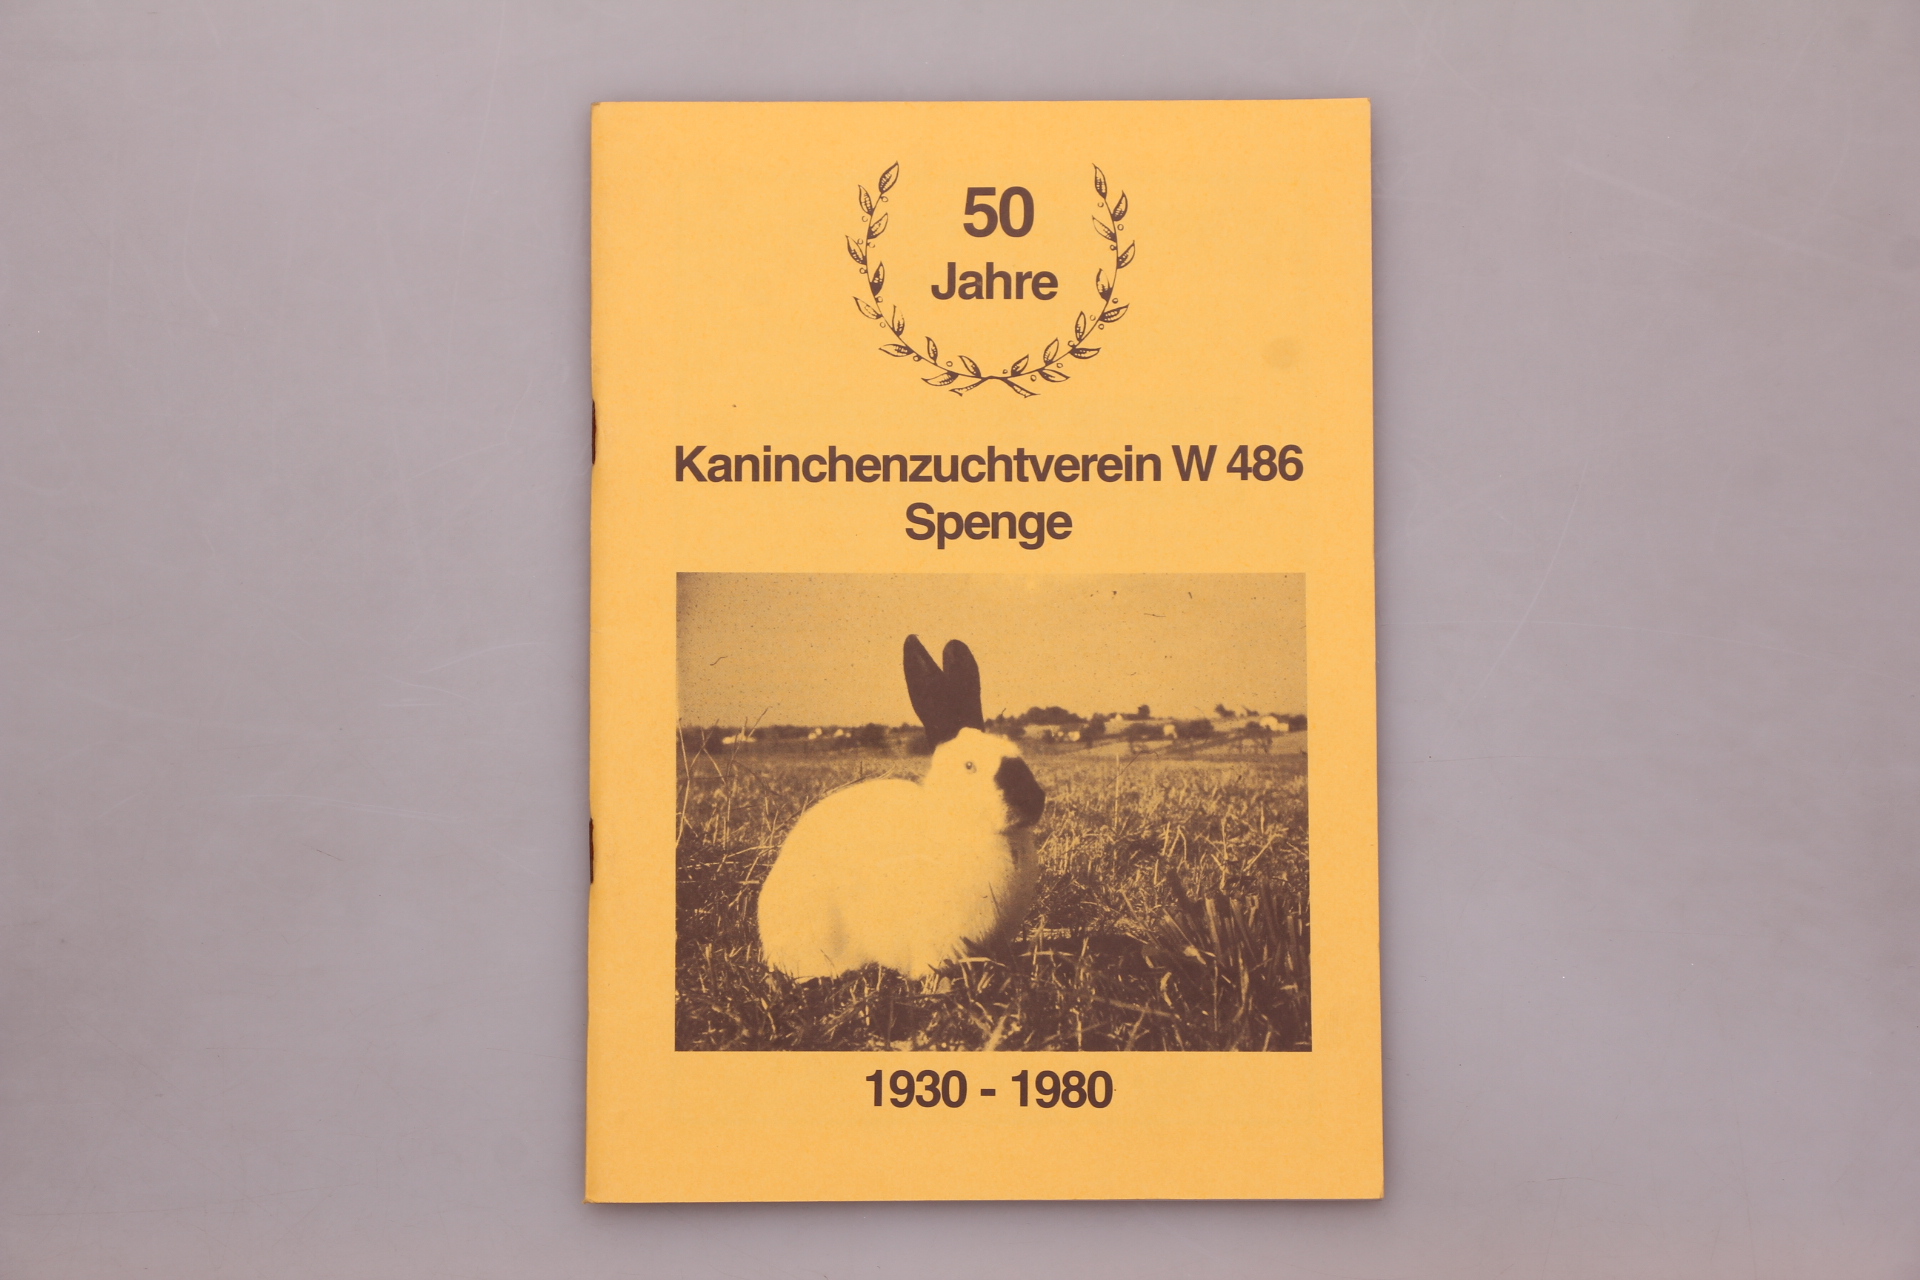 50
Jahre
Kaninchenzuchtverein W 486
Spenge
1930 - 1980